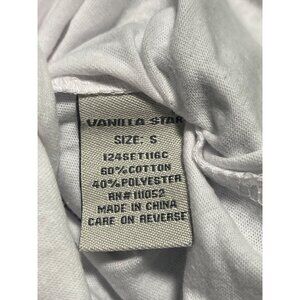 VANILLA STAR
SIZE: S
124SET116C
60%COTTON
40%POLYESTER
RN#111052
MADE IN CHINA
CARE ON REVERSE